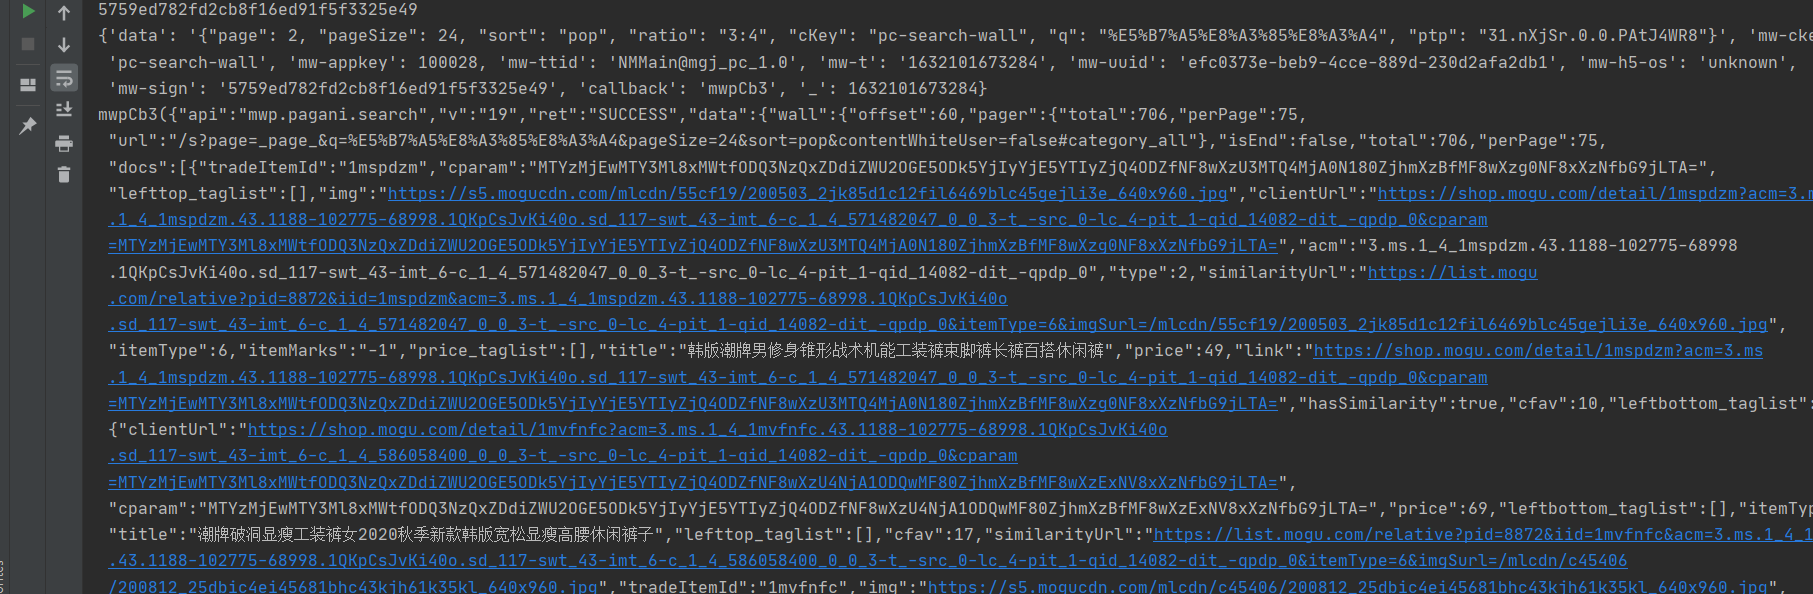 5759ed782fd2cb8f16ed91f5f3325e49
{'data': '{"page": 2, "pageSize": 24, "sort": "pop", "ratio": "3:4", "cKey": "pc-search-wall", "q": "%E5%B7%A5%E8%A3%85%E8%A3%A4", "ptp": "31.nXjSr.0.0.PAtJ4WR8"}', 'mw-cke
'pc-search-wall', 'mw-appkey': 100028, 'mw-ttid': 'NMMain@mgj_pc_1.0', 'mw-t': '1632101673284', 'mw-uuid': 'efc0373e-beb9-4cce-889d-230d2afa2db1', 'mw-h5-os': 'unknown',
'mw-sign': '5759ed782fd2cb8f16ed91f5f3325e49', 'callback': 'mwpCb3', '_': 1632101673284}
mwpCb3({"api":"mwp.pagani.search","v":"19","ret":"SUCCESS","data":{"wall":{"offset":60,"pager":{"total":706,"perPage":75,
"url":"/s?page=_page_&q=%E5%B7%A5%E8%A3%85%E8%A3%A4&pageSize=24&sort=pop&contentWhiteUser=false#category_all"},"isEnd":false,"total":706,"perPage":75,
"docs":[{"tradeItemId":"1mspdzm","cparam":"MTYzMjEwMTY3Ml8xMWtfODQ3NzQxZDdiZWU2OGE5ODk5YjIyYjE5YTIyZjQ4ODZfNF8wXzU3MTQ4MjA0N180ZjhmXzBfMF8wXzg0NF8xXzNfbG9jLTA=",
"lefttop_taglist":[],"img":"https://s5.mogucdn.com/mlcdn/55cf19/200503_2jk85d1c12fil6469blc45gejli3e_640x960.jpg","clientUrl":"https://shop.mogu.com/detail/1mspdzm?acm=3.m
.1_4_1mspdzm.43.1188-102775-68998.1QKpCsJvKi40o.sd_117-swt_43-imt_6-c_1_4_571482047_0_0_3-t_-src_0-lc_4-pit_1-qid_14082-dit_-qpdp_0&cparam
=MTYzMjEwMTY3Ml8xMWtfODQ3NzQxZDdiZWU2OGE5ODk5YjIyYjE5YTIyZjQ4ODZfNF8wXzU3MTQ4MjA0N180ZjhmXzBfMF8wXzg0NF8xXzNfbG9jLTA=","acm":"3.ms.1_4_1mspdzm.43.1188-102775-68998
.1QKpCsJvKi40o.sd_117-swt_43-imt_6-c_1_4_571482047_0_0_3-t_-src_0-lc_4-pit_1-qid_14082-dit_-qpdp_0","type":2,"similarityUrl":"https://list.mogu
.com/relative?pid=8872&iid=1mspdzm&acm=3.ms.1_4_1mspdzm.43.1188-102775-68998.1QKpCsJvKi40o
.sd_117-swt_43-imt_6-c_1_4_571482047_0_0_3-t_-src_0-lc_4-pit_1-qid_14082-dit_-qpdp_0&itemType=6&imgSurl=/mlcdn/55cf19/200503_2jk85d1c12fil6469blc45gejli3e_640x960.jpg",
"itemType":6,"itemMarks":"-1","price_taglist":[],"title":"韩版潮牌男修身锥形战术机能工装裤束脚裤长裤百搭休闲裤","price":49,"link":"https://shop.mogu.com/detail/1mspdzm?acm=3.ms
.1_4_1mspdzm.43.1188-102775-68998.1QKpCsJvKi40o.sd_117-swt_43-imt_6-c_1_4_571482047_0_0_3-t_-src_0-lc_4-pit_1-qid_14082-dit_-qpdp_0&cparam
=MTYzMjEwMTY3Ml8xMWtfODQ3NzQxZDdiZWU2OGE5ODk5YjIyYjE5YTIyZjQ4ODZfNF8wXzU3MTQ4MjA0N180ZjhmXzBfMF8wXzg0NF8xXzNfbG9jLTA=","hasSimilarity":true,"cfav":10,"leftbottom_taglist":
{"clientUrl":"https://shop.mogu.com/detail/1mvfnfc?acm=3.ms.1_4_1mvfnfc.43.1188-102775-68998.1QKpCsJvKi40o
.sd_117-swt_43-imt_6-c_1_4_586058400_0_0_3-t_-src_0-lc_4-pit_1-qid_14082-dit_-qpdp_0&cparam
=MTYzMjEwMTY3Ml8xMWtfODQ3NzQxZDdiZWU2OGE5ODk5YjIyYjE5YTIyZjQ4ODZfNF8wXzU4NjA1ODQwMF80ZjhmXzBfMF8wXzExNV8xXzNfbG9jLTA=",
"cparam":"MTYzMjEwMTY3Ml8xMWtfODQ3NzQxZDdiZWU2OGE5ODk5YjIyYjE5YTIyZjQ4ODZfNF8wXzU4NjA1ODQwMF80ZjhmXzBfMF8wXzExNV8xXzNfbG9jLTA=","price":69,"leftbottom_taglist":[],"itemTyp
"title":"潮牌破洞显瘦工装裤女2020秋季新款韩版宽松显瘦高腰休闲裤子","lefttop_taglist":[],"cfav":17,"similarityUrl":"https://list.mogu.com/relative?pid=8872&iid=1mvfnfc&acm=3.ms.1_4_1
.43.1188-102775-68998.1QKpCsJvKi40o.sd_117-swt_43-imt_6-c_1_4_586058400_0_0_3-t_-src_0-lc_4-pit_1-qid_14082-dit_-qpdp_0&itemType=6&imgSurl=/mlcdn/c45406
/200812_25dbic4ei45681bhc43kjh61k35kl_640x960.jpg","tradeItemId":"1mvfnfc","img":"https://s5.mogucdn.com/mlcdn/c45406/200812_25dbic4ei45681bhc43kjh61k35kl_640x960.jpg",